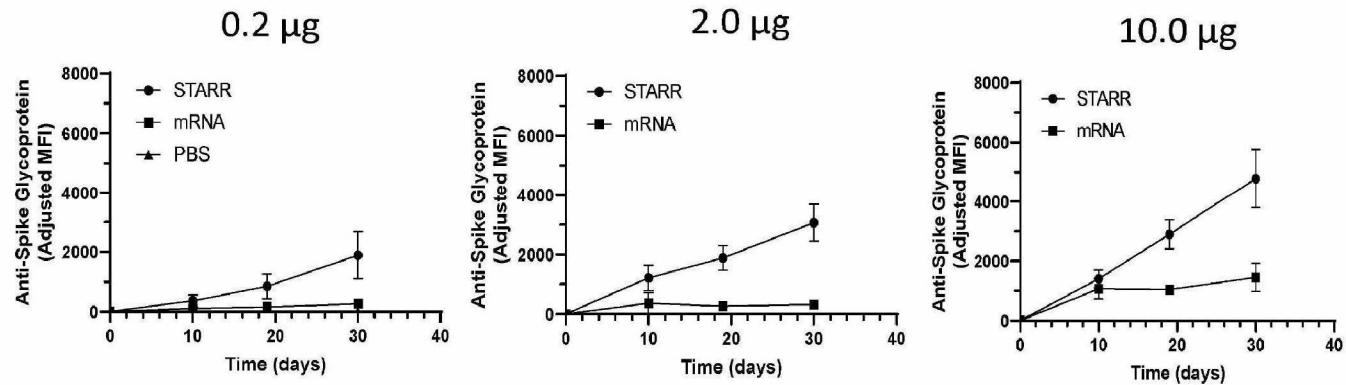 0.2 µg
Anti-Spike Glycoprotein
(Adjusted MFI)
8000
6000
4000
2000
0
STARR
mRNA
PBS
0 10 20 30 40
Time (days)
2.0 µg
Anti-Spike Glycoprotein
(Adjusted MFI)
8000
6000
4000
2000
0
STARR
mRNA
0 10 20 30 40
Time (days)
10.0 µg
Anti-Spike Glycoprotein
(Adjusted MFI)
8000
6000
4000
2000
0
STARR
mRNA
0 10 20 30 40
Time (days)